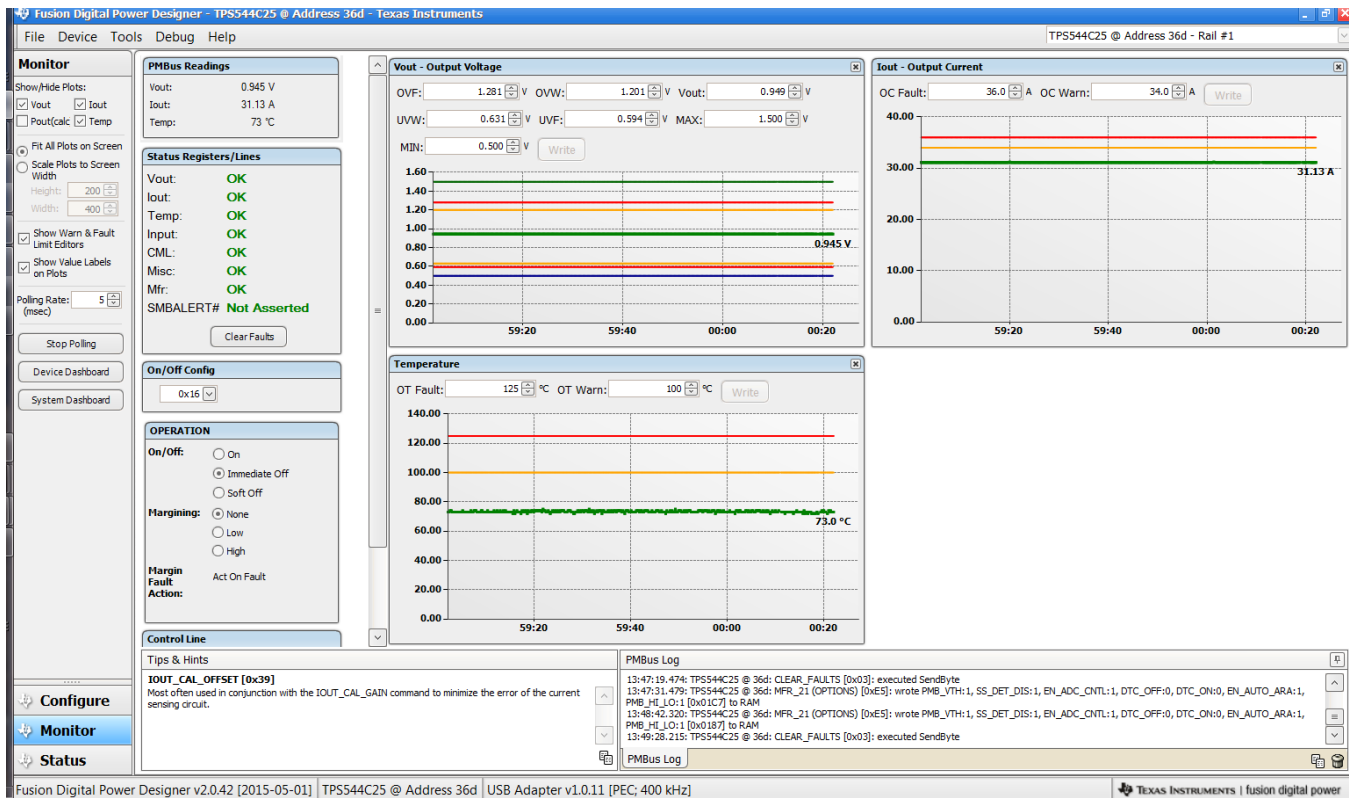 Fusion Digital Power Designer - TPS544C25 @ Address 36d - Texas Instruments
File Device Tools Debug Help
TPS544C25 @ Address 36d - Rail #1
Monitor
Show/Hide Plots:
Vout Iout
Pout(calc Temp
Fit All Plots on Screen
Scale Plots to Screen
Width
Height: 200
Width: 400
Show Warn & Fault
Limit Editors
Show Value Labels
on Plots
Polling Rate: 5
(msec)
Stop Polling
Device Dashboard
System Dashboard
Configure
Monitor
Status
PMBus Readings
Vout: 0.945 V
Iout: 31.13 A
Temp: 73 °C
Status Registers/Lines
Vout: OK
Iout: OK
Temp: OK
Input: OK
CML: OK
Misc: OK
Mfr: OK
SMBALERT# Not Asserted
Clear Faults
On/Off Config
0x16
OPERATION
On/Off: On
Immediate Off
Soft Off
Margining: None
Low
High
Margin
Fault
Action:
Act On Fault
Control Line
Vout - Output Voltage
OVF: 1.281 V OVW: 1.201 V Vout: 0.949 V
UVW: 0.631 V UVF: 0.594 V MAX: 1.500 V
MIN: 0.500 V Write
1.60
1.40
1.20
1.00
0.80
0.60
0.40
0.20
0.00
0.945 V
59:20 59:40 00:00 00:20
Iout - Output Current
OC Fault: 36.0 A OC Warn: 34.0 A Write
40.00
30.00
20.00
10.00
0.00
31.13 A
59:20 59:40 00:00 00:20
Temperature
OT Fault: 125 °C OT Warn: 100 °C Write
140.00
120.00
100.00
80.00
60.00
40.00
20.00
0.00
73.0 °C
59:20 59:40 00:00 00:20
Tips & Hints
IOUT_CAL_OFFSET [0x39]
Most often used in conjunction with the IOUT_CAL_GAIN command to minimize the error of the current
sensing circuit.
PMBus Log
13:47:19.474: TPS544C25 @ 36d: CLEAR_FAULTS [0x03]: executed SendByte
13:47:31.479: TPS544C25 @ 36d: MFR_21 (OPTIONS) [0xE5]: wrote PMB_VTH:1, SS_DET_DIS:1, EN_ADC_CNTL:1, DTC_OFF:0, DTC_ON:0, EN_AUTO_ARA:1,
PMB_HI_LO:1 [0x01C7] to RAM
13:48:42.320: TPS544C25 @ 36d: MFR_21 (OPTIONS) [0xE5]: wrote PMB_VTH:1, SS_DET_DIS:1, EN_ADC_CNTL:1, DTC_OFF:0, DTC_ON:0, EN_AUTO_ARA:1,
PMB_HI_LO:1 [0x0187] to RAM
13:49:28.215: TPS544C25 @ 36d: CLEAR_FAULTS [0x03]: executed SendByte
PMBus Log
Fusion Digital Power Designer v2.0.42 [2015-05-01] TPS544C25 @ Address 36d USB Adapter v1.0.11 [PEC; 400 kHz]
TEXAS INSTRUMENTS | fusion digital power